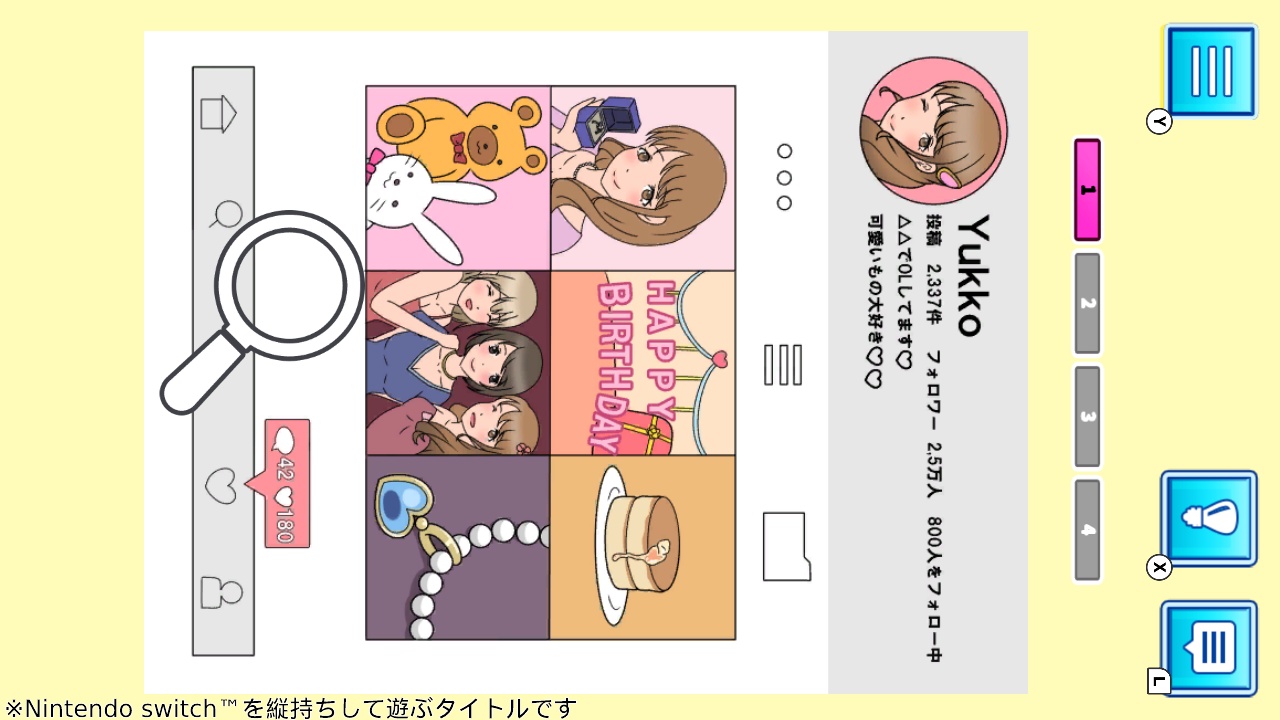 1
2
3
4
Yukko
投稿 2,337件 フォロワー 2.5万人 800人をフォロー中
△△でOLしてます♡
可愛いもの大好き♡♡
HAPPY
BIRTHDAY
42 ♥180
Y
X
L
※Nintendo switch™を縦持ちして遊ぶタイトルです